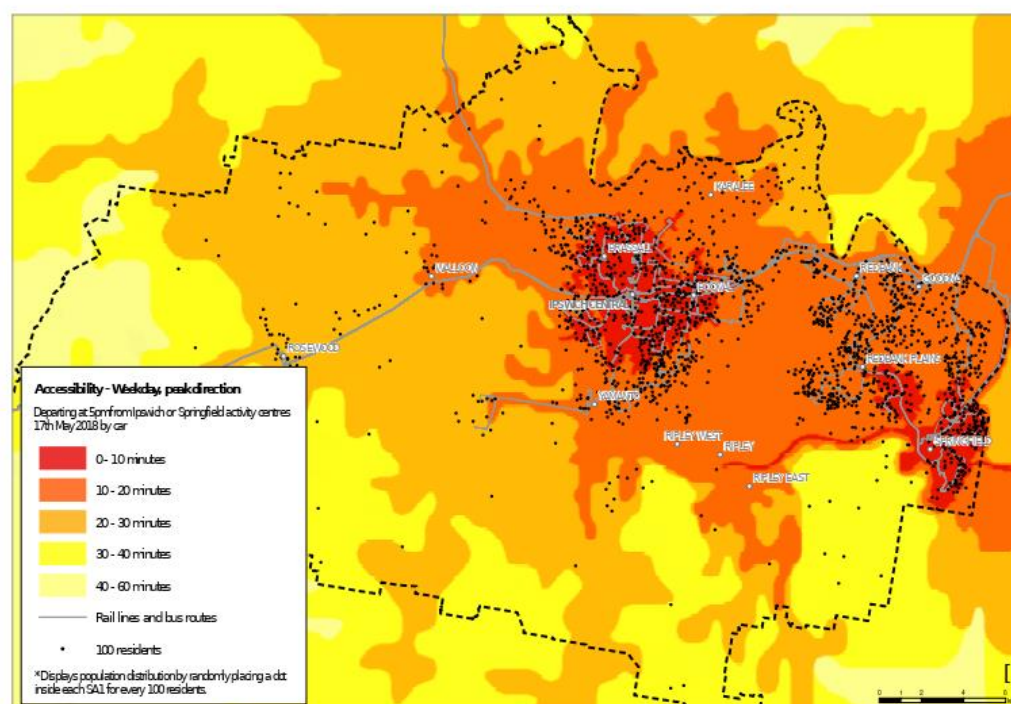 KARALEE
BRASSALL
WALLOON
REDBANK
GOODNA
IPSWICH CENTRAL
BOOVAL
ROSEWOOD
REDBANK PLAINS
YAMANTO
RIPLEY WEST
RIPLEY
SPRINGFIELD
RIPLEY EAST
Accessibility - Weekday, peak direction
Departing at 5pm from Ipswich or Springfield activity centres
17th May 2018 by car
0 - 10 minutes
10 - 20 minutes
20 - 30 minutes
30 - 40 minutes
40 - 60 minutes
Rail lines and bus routes
100 residents
*Displays population distribution by randomly placing a dot
inside each SA1 for every 100 residents.
0 1 2 4 6